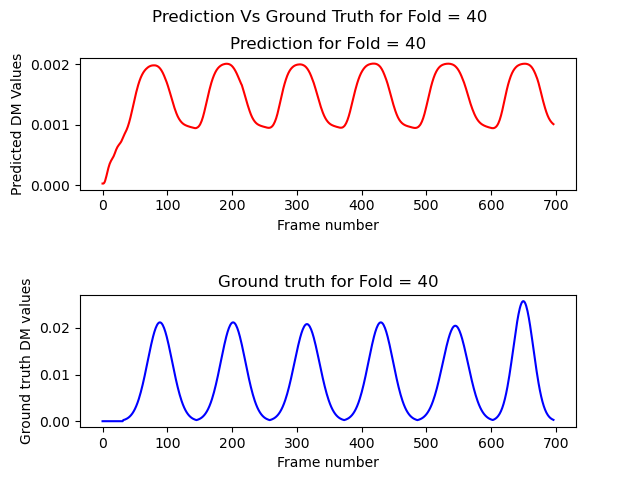 Prediction Vs Ground Truth for Fold = 40
Prediction for Fold = 40
Predicted DM Values
0.002
0.001
0.000
0 100 200 300 400 500 600 700
Frame number
Ground truth for Fold = 40
Ground truth DM values
0.02
0.01
0.00
0 100 200 300 400 500 600 700
Frame number